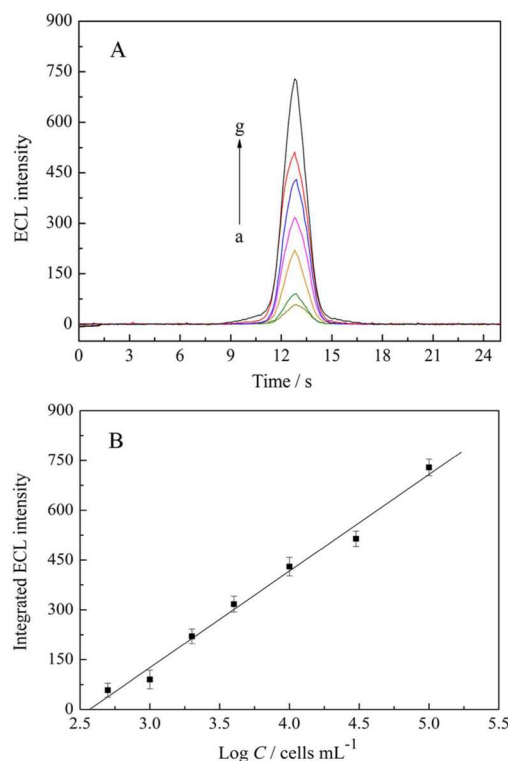 A
900
750
600
450
300
150
0
ECL intensity
g
a
0 3 6 9 12 15 18 21 24
Time / s
B
900
750
600
450
300
150
0
Integrated ECL intensity
2.5 3.0 3.5 4.0 4.5 5.0 5.5
Log C / cells mL⁻¹